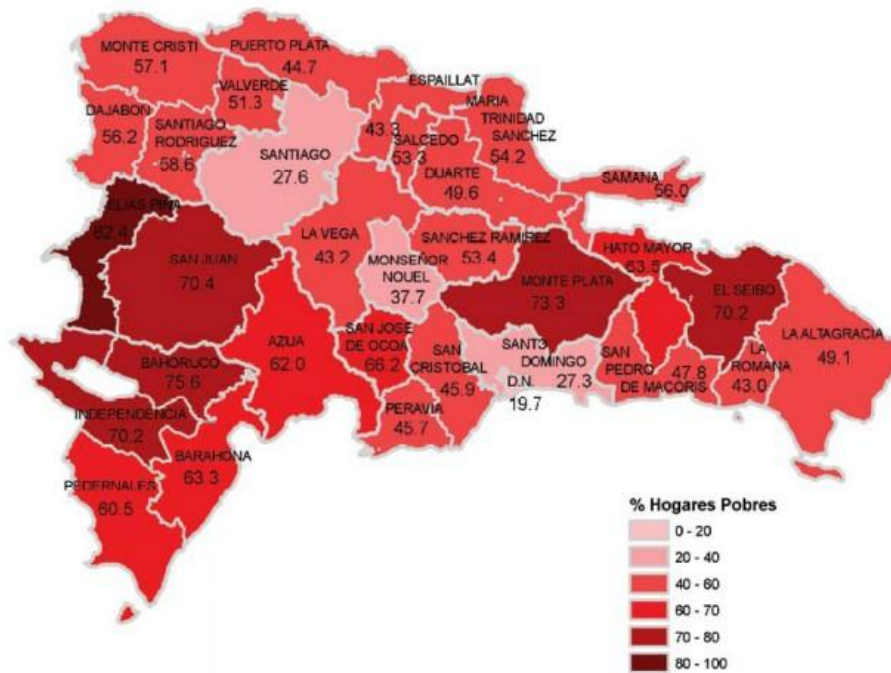 MONTE CRISTI
57.1
PUERTO PLATA
44.7
VALVERDE
51.3
ESPAILLAT
43.3
MARIA
TRINIDAD
SANCHEZ
54.2
DAJABON
56.2
SANTIAGO
RODRIGUEZ
58.6
SANTIAGO
27.6
SALCEDO
53.3
DUARTE
49.6
SAMANA
56.0
ELIAS PIÑA
82.4
SAN JUAN
70.4
LA VEGA
43.2
MONSEÑOR
NOUEL
37.7
SANCHEZ RAMIREZ
53.4
MONTE PLATA
73.3
HATO MAYOR
63.5
EL SEIBO
70.2
LA ALTAGRACIA
49.1
AZUA
62.0
SAN JOSE
DE OCOA
66.2
SAN
CRISTOBAL
45.9
SANTO
DOMINGO
27.3
D.N.
19.7
SAN
PEDRO
DE MACORIS
47.8
LA
ROMANA
43.0
BAHORUCO
75.6
INDEPENDENCIA
70.2
PERAVIA
45.7
BARAHONA
63.3
PEDERNALES
60.5
% Hogares Pobres
0 - 20
20 - 40
40 - 60
60 - 70
70 - 80
80 - 100